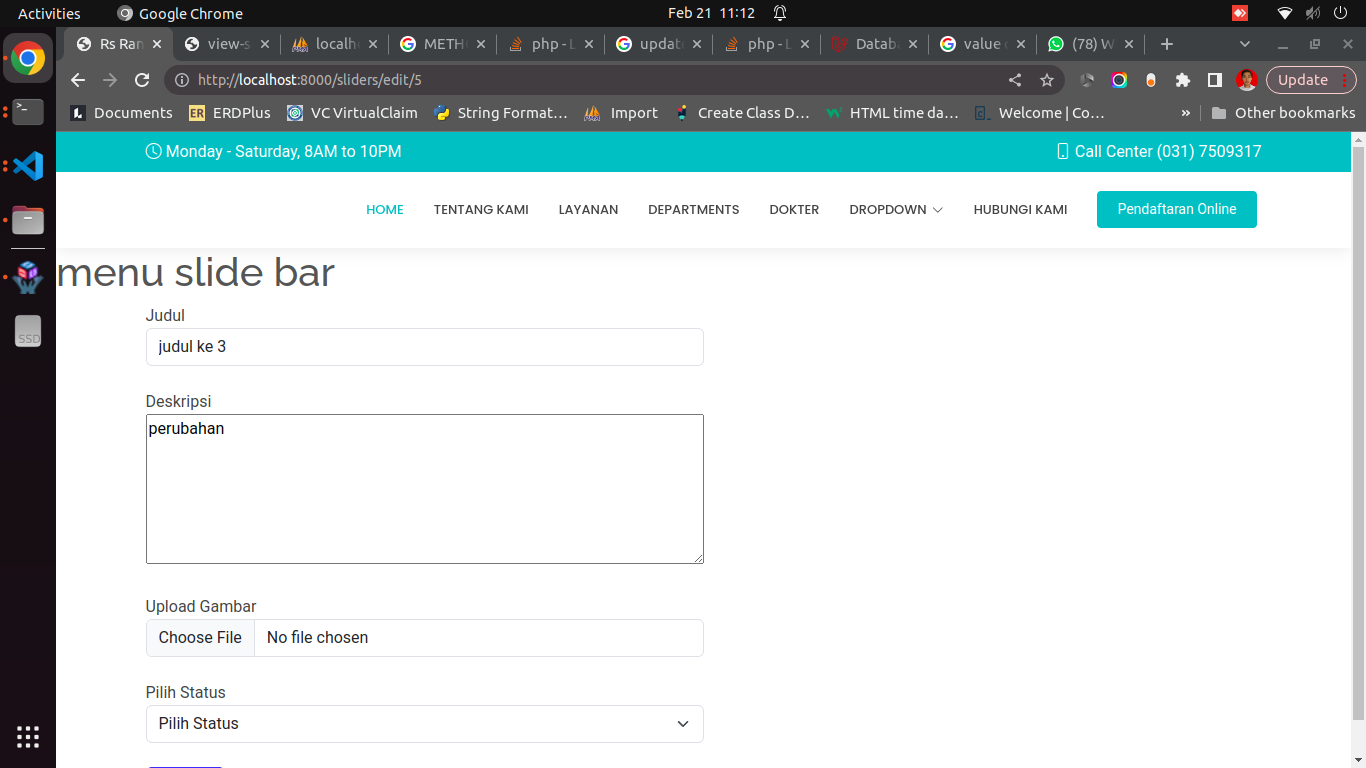 Activities Google Chrome Feb 21 11:12
Rs Ran view-s localh METH php - L updat php - L Datab value (78) W
http://localhost:8000/sliders/edit/5 Update
Documents ER ERDPlus VC VirtualClaim String Format... Import Create Class D... HTML time da... Welcome | Co... » Other bookmarks
Monday - Saturday, 8AM to 10PM Call Center (031) 7509317
HOME TENTANG KAMI LAYANAN DEPARTMENTS DOKTER DROPDOWN HUBUNGI KAMI Pendaftaran Online
menu slide bar
Judul
judul ke 3
Deskripsi
perubahan
SSD
Upload Gambar
Choose File No file chosen
Pilih Status
Pilih Status